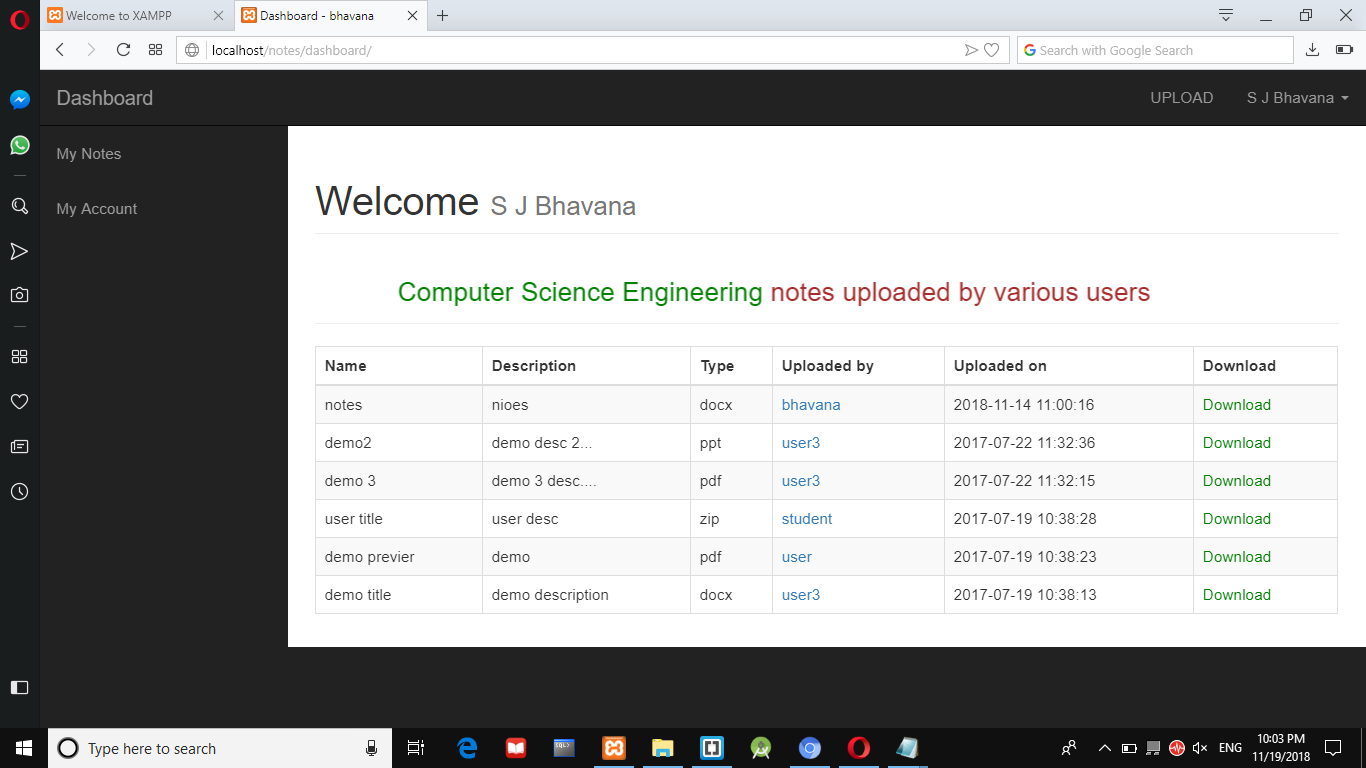 Welcome to XAMPP
Dashboard - bhavana
localhost/notes/dashboard/
Search with Google Search
Dashboard
UPLOAD
S J Bhavana
My Notes
My Account
Welcome S J Bhavana
Computer Science Engineering notes uploaded by various users
Name Description Type Uploaded by Uploaded on Download
notes nioes docx bhavana 2018-11-14 11:00:16 Download
demo2 demo desc 2... ppt user3 2017-07-22 11:32:36 Download
demo 3 demo 3 desc.... pdf user3 2017-07-22 11:32:15 Download
user title user desc zip student 2017-07-19 10:38:28 Download
demo previer demo pdf user 2017-07-19 10:38:23 Download
demo title demo description docx user3 2017-07-19 10:38:13 Download
Type here to search
ENG
10:03 PM
11/19/2018